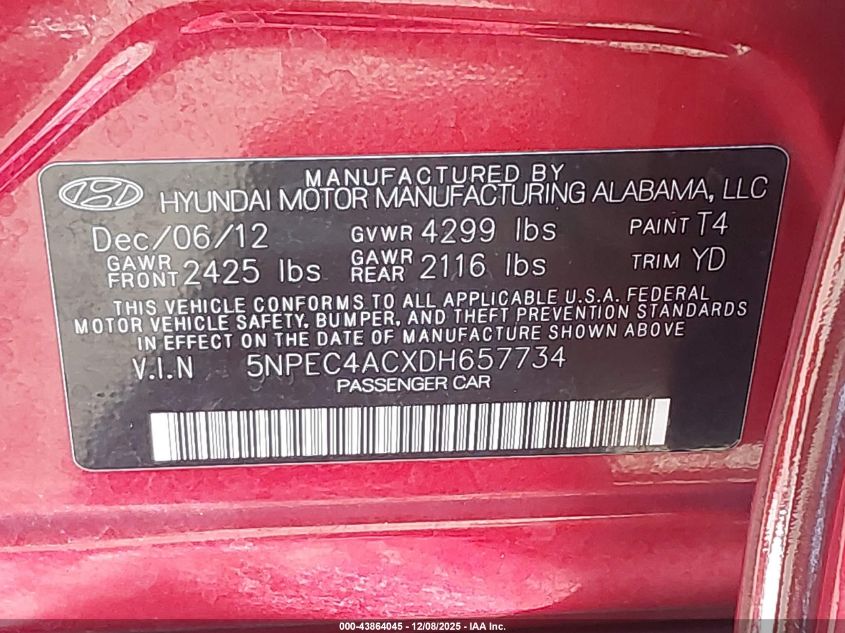 MANUFACTURED BY
HYUNDAI MOTOR MANUFACTURING ALABAMA, LLC
Dec/06/12 GVWR 4299 lbs PAINT T4
GAWR FRONT 2425 lbs GAWR REAR 2116 lbs TRIM YD
THIS VEHICLE CONFORMS TO ALL APPLICABLE U.S.A. FEDERAL
MOTOR VEHICLE SAFETY, BUMPER, AND THEFT PREVENTION STANDARDS
IN EFFECT ON THE DATE OF MANUFACTURE SHOWN ABOVE
V.I.N 5NPEC4ACXDH657734
PASSENGER CAR
000-43864045 - 12/08/2025 - IAA Inc.